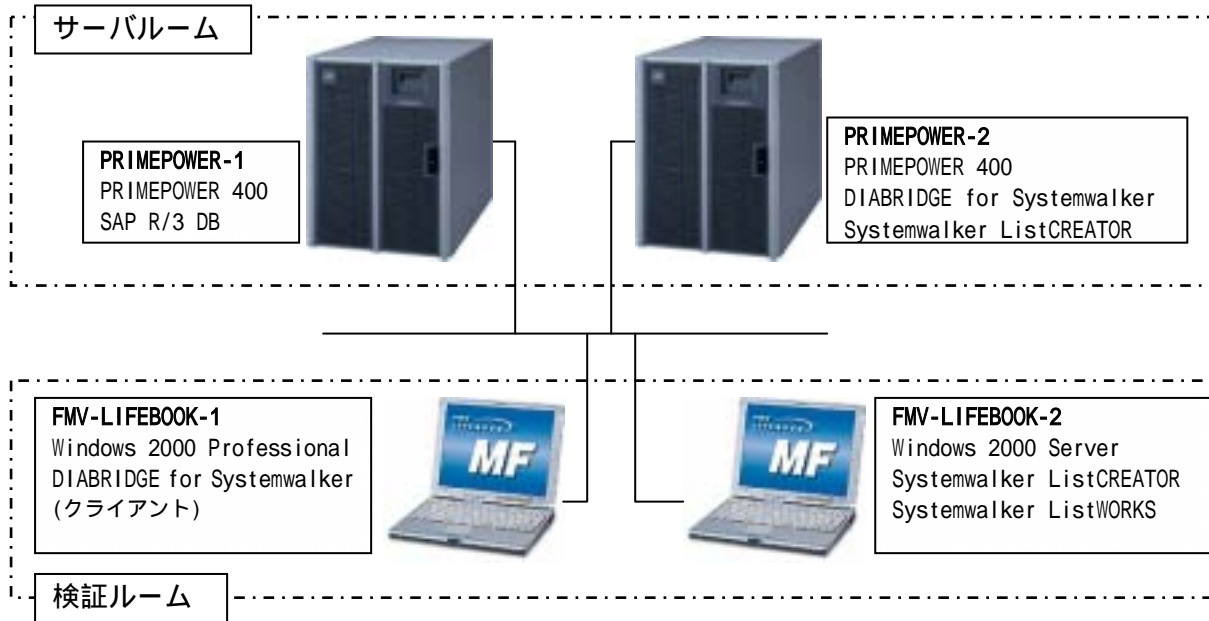 サーバルーム
PRIMEPOWER-1
PRIMEPOWER 400
SAP R/3 DB
PRIMEPOWER-2
PRIMEPOWER 400
DIABRIDGE for Systemwalker
Systemwalker ListCREATOR
FMV-LIFEBOOK-1
Windows 2000 Professional
DIABRIDGE for Systemwalker
(クライアント)
MF
FMV-LIFEBOOK-2
Windows 2000 Server
Systemwalker ListCREATOR
Systemwalker ListWORKS
MF
検証ルーム